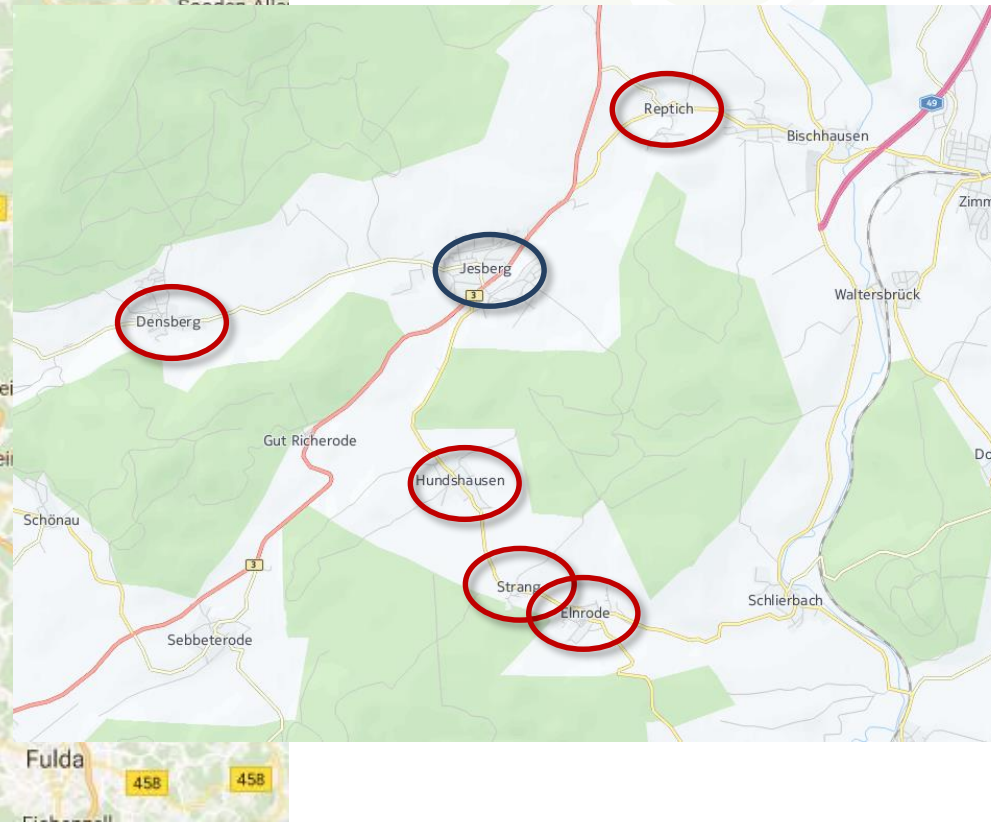 Reptich
49
Bischhausen
Jesberg
3
Waltersbrück
Densberg
Gut Richerode
Hundshausen
Schönau
3
Strang
Elnrode
Schlierbach
Sebbeterode
Fulda
458
458